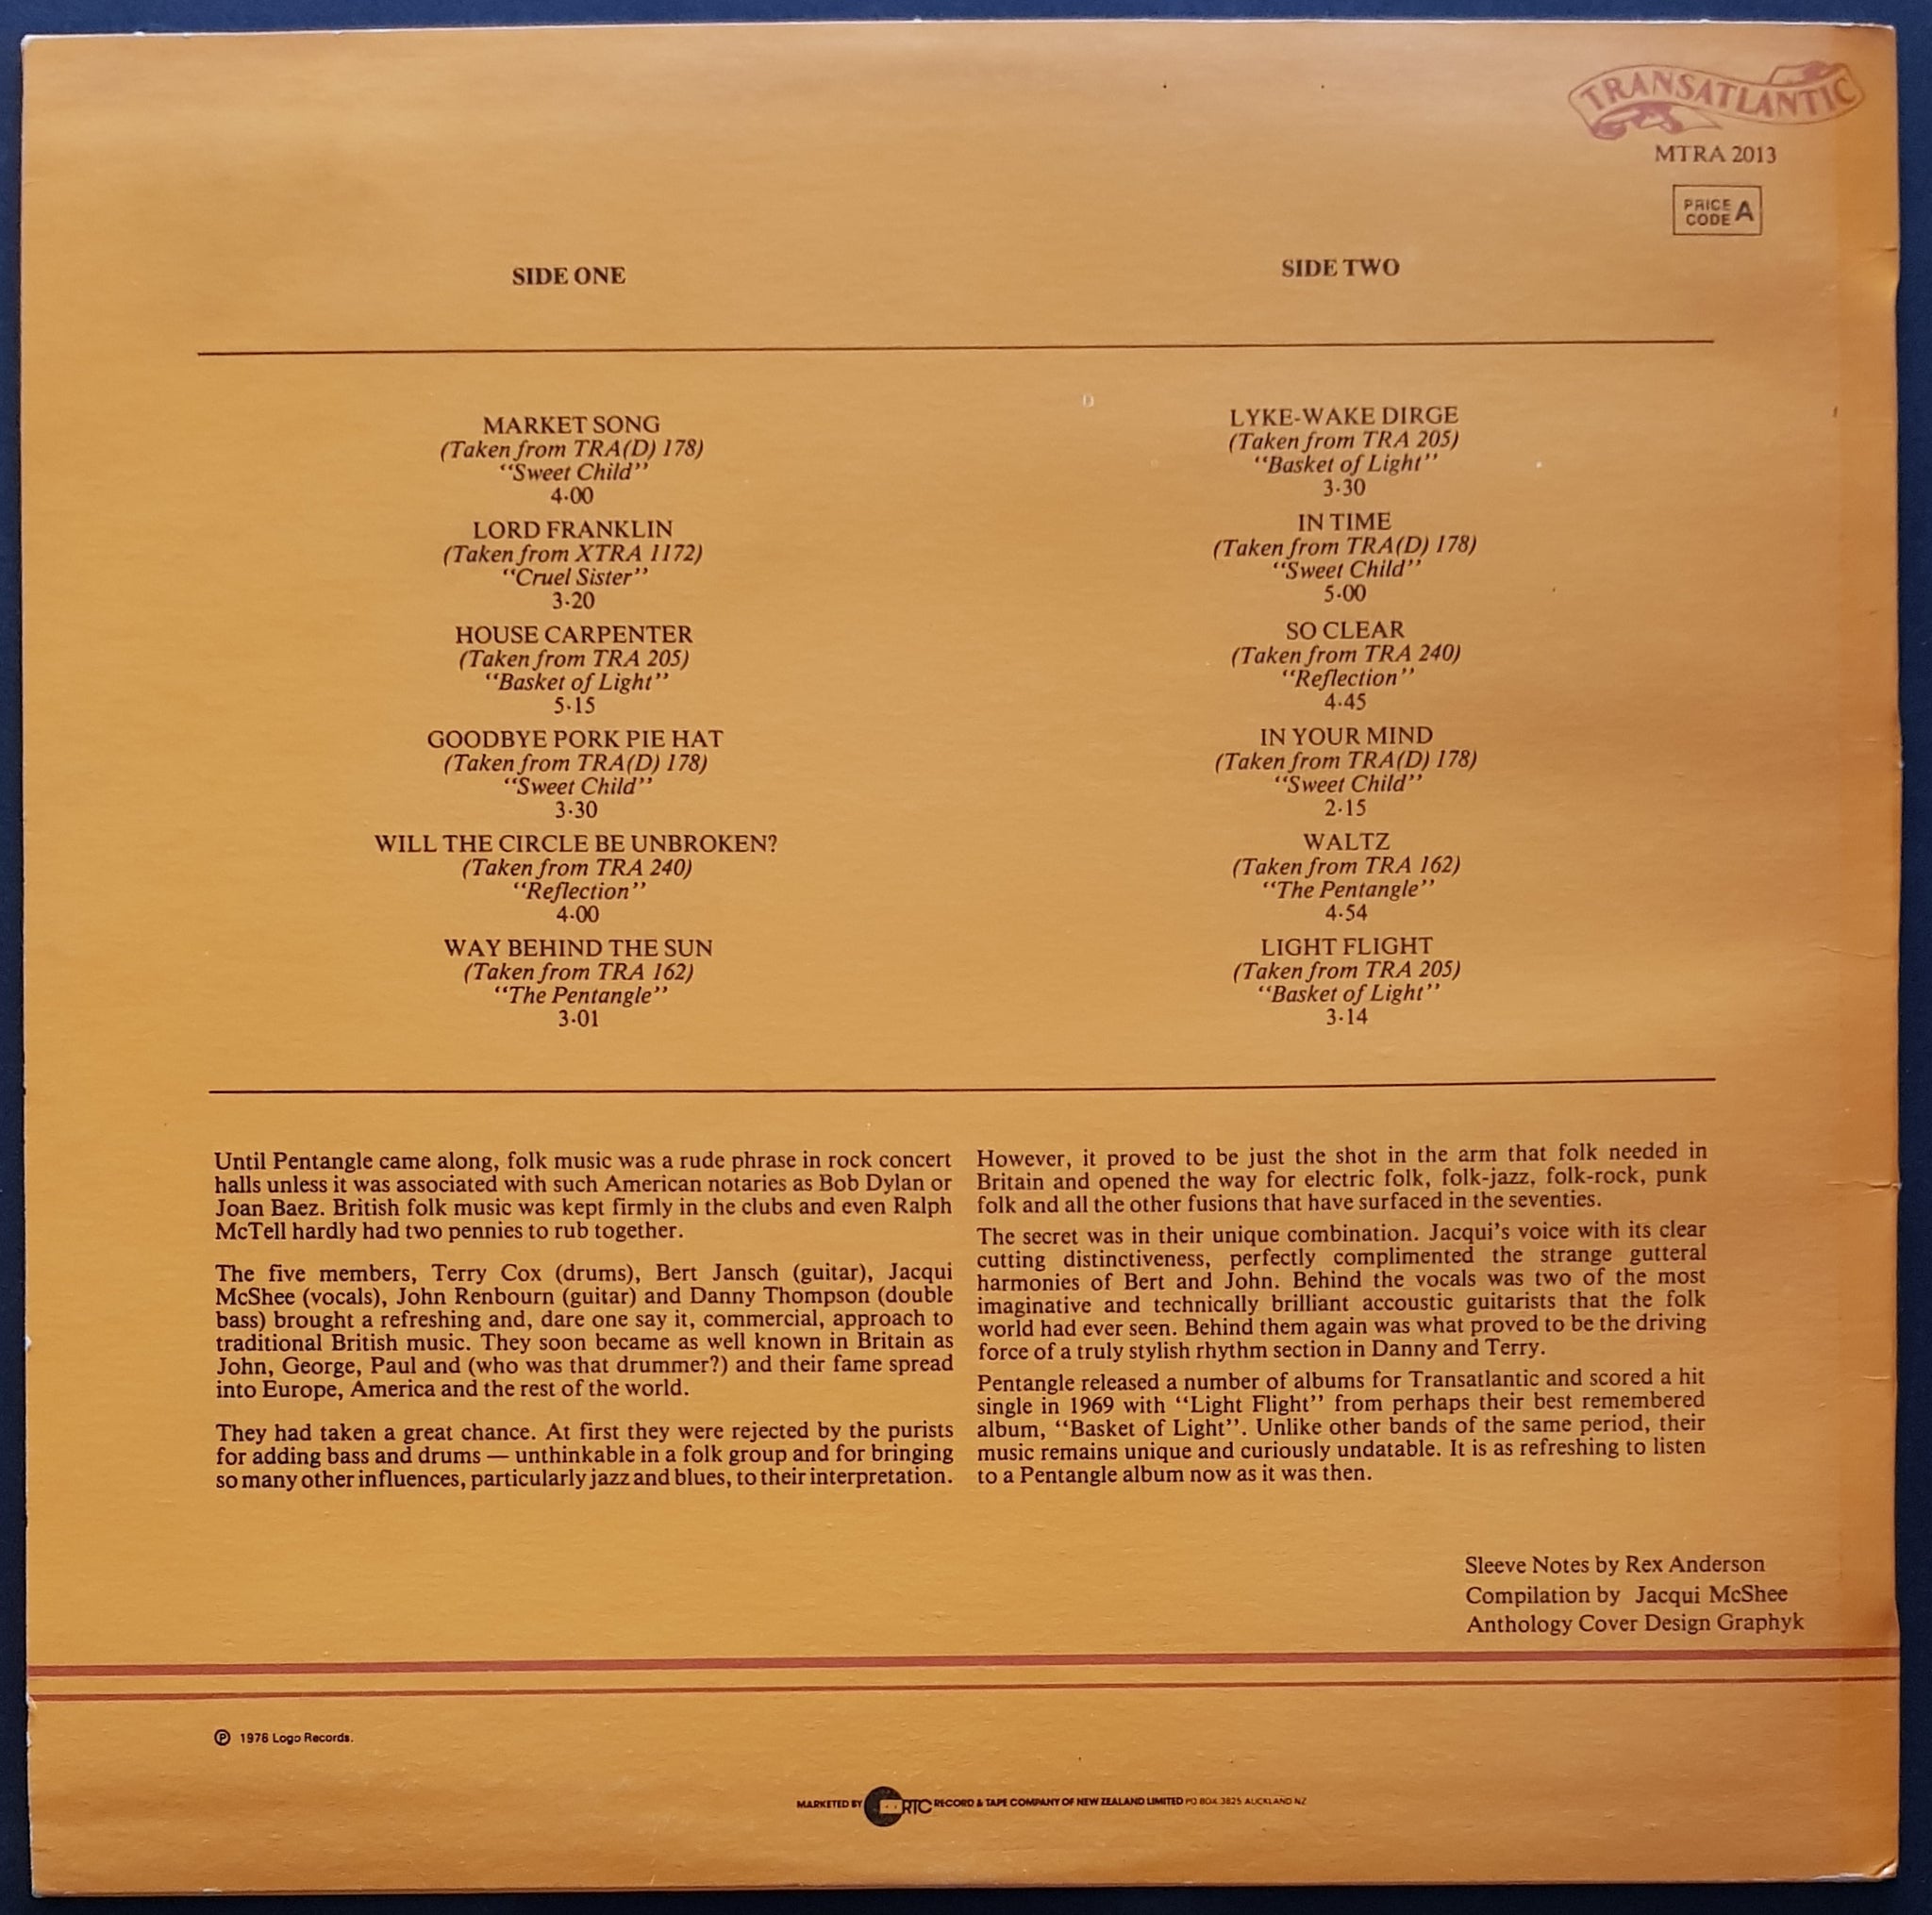 TRANSATLANTIC
MTRA 2013
PRICE
CODE A
SIDE ONE
MARKET SONG
(Taken from TRA(D) 178)
“Sweet Child”
4·00
LORD FRANKLIN
(Taken from XTRA 1172)
“Cruel Sister”
3·20
HOUSE CARPENTER
(Taken from TRA 205)
“Basket of Light”
5·15
GOODBYE PORK PIE HAT
(Taken from TRA(D) 178)
“Sweet Child”
3·30
WILL THE CIRCLE BE UNBROKEN?
(Taken from TRA 240)
“Reflection”
4·00
WAY BEHIND THE SUN
(Taken from TRA 162)
“The Pentangle”
3·01
SIDE TWO
LYKE-WAKE DIRGE
(Taken from TRA 205)
“Basket of Light”
3·30
IN TIME
(Taken from TRA(D) 178)
“Sweet Child”
5·00
SO CLEAR
(Taken from TRA 240)
“Reflection”
4·45
IN YOUR MIND
(Taken from TRA(D) 178)
“Sweet Child”
2·15
WALTZ
(Taken from TRA 162)
“The Pentangle”
4·54
LIGHT FLIGHT
(Taken from TRA 205)
“Basket of Light”
3·14
Until Pentangle came along, folk music was a rude phrase in rock concert
halls unless it was associated with such American notaries as Bob Dylan or
Joan Baez. British folk music was kept firmly in the clubs and even Ralph
McTell hardly had two pennies to rub together.
The five members, Terry Cox (drums), Bert Jansch (guitar), Jacqui
McShee (vocals), John Renbourn (guitar) and Danny Thompson (double
bass) brought a refreshing and, dare one say it, commercial, approach to
traditional British music. They soon became as well known in Britain as
John, George, Paul and (who was that drummer?) and their fame spread
into Europe, America and the rest of the world.
They had taken a great chance. At first they were rejected by the purists
for adding bass and drums — unthinkable in a folk group and for bringing
so many other influences, particularly jazz and blues, to their interpretation.
However, it proved to be just the shot in the arm that folk needed in
Britain and opened the way for electric folk, folk-jazz, folk-rock, punk
folk and all the other fusions that have surfaced in the seventies.
The secret was in their unique combination. Jacqui’s voice with its clear
cutting distinctiveness, perfectly complimented the strange gutteral
harmonies of Bert and John. Behind the vocals was two of the most
imaginative and technically brilliant accoustic guitarists that the folk
world had ever seen. Behind them again was what proved to be the driving
force of a truly stylish rhythm section in Danny and Terry.
Pentangle released a number of albums for Transatlantic and scored a hit
single in 1969 with “Light Flight” from perhaps their best remembered
album, “Basket of Light”. Unlike other bands of the same period, their
music remains unique and curiously undatable. It is as refreshing to listen
to a Pentangle album now as it was then.
Sleeve Notes by Rex Anderson
Compilation by Jacqui McShee
Anthology Cover Design Graphyk
℗ 1976 Logo Records.
MARKETED BY RTC RECORD & TAPE COMPANY OF NEW ZEALAND LIMITED PO BOX 3825 AUCKLAND NZ